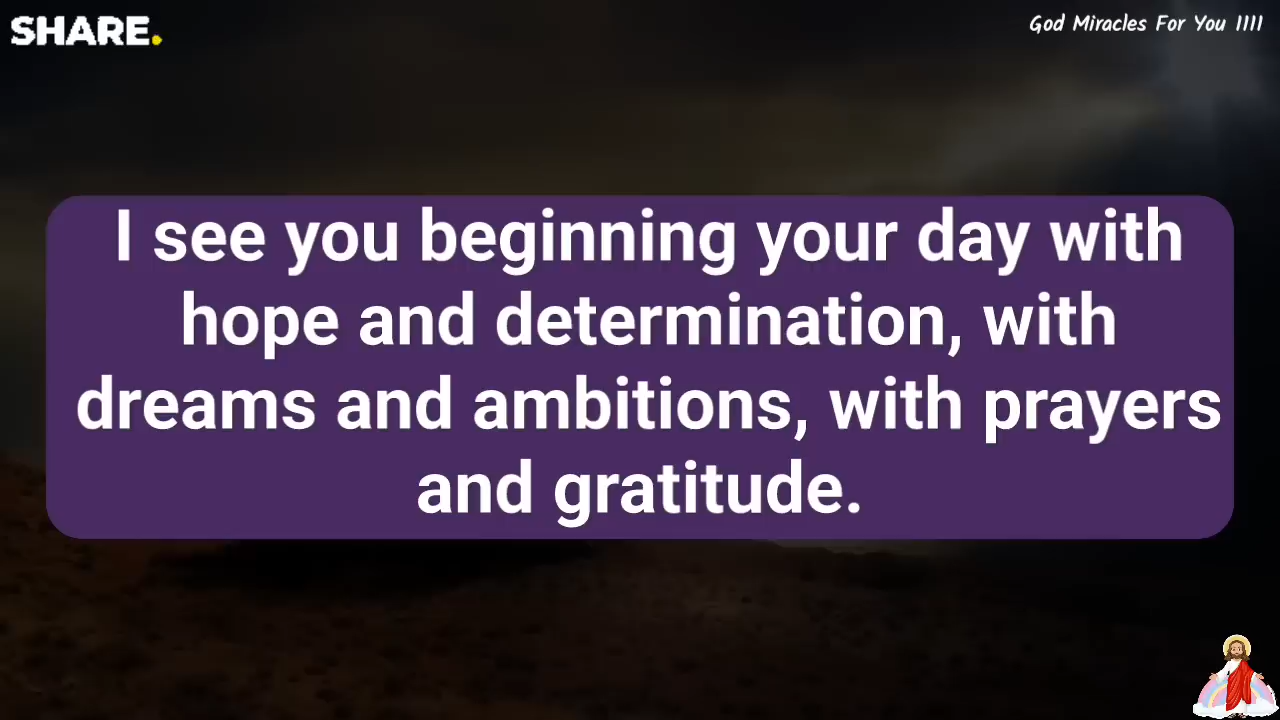 SHARE.
God Miracles For You 1111
I see you beginning your day with
hope and determination, with
dreams and ambitions, with prayers
and gratitude.